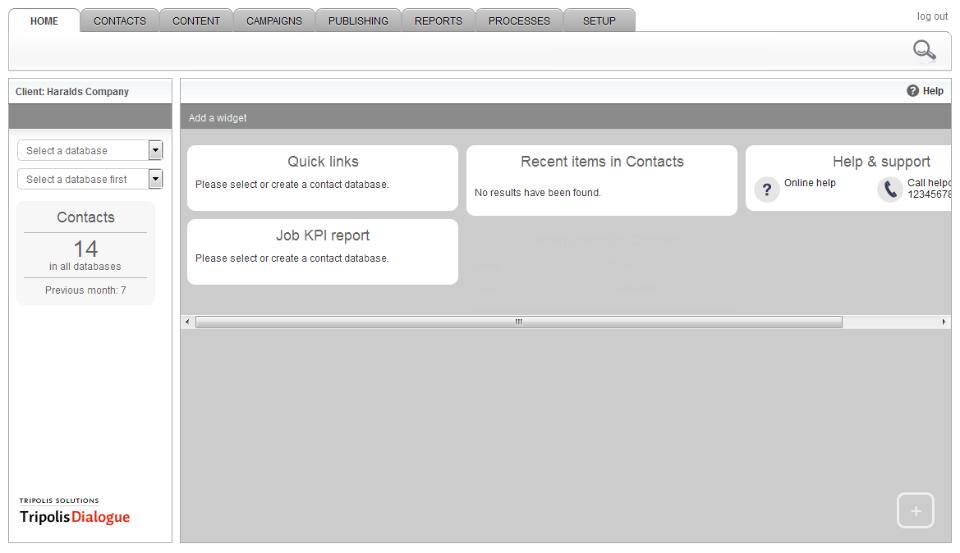 HOME CONTACTS CONTENT CAMPAIGNS PUBLISHING REPORTS PROCESSES SETUP log out
Client: Haralds Company
? Help
Add a widget
Select a database
Select a database first
Contacts
14
in all databases
Previous month: 7
Quick links
Please select or create a contact database.
Recent items in Contacts
No results have been found.
Help & support
? Online help
Call helpd
12345678
Job KPI report
Please select or create a contact database.
TRIPOLIS SOLUTIONS
TripolisDialogue
+